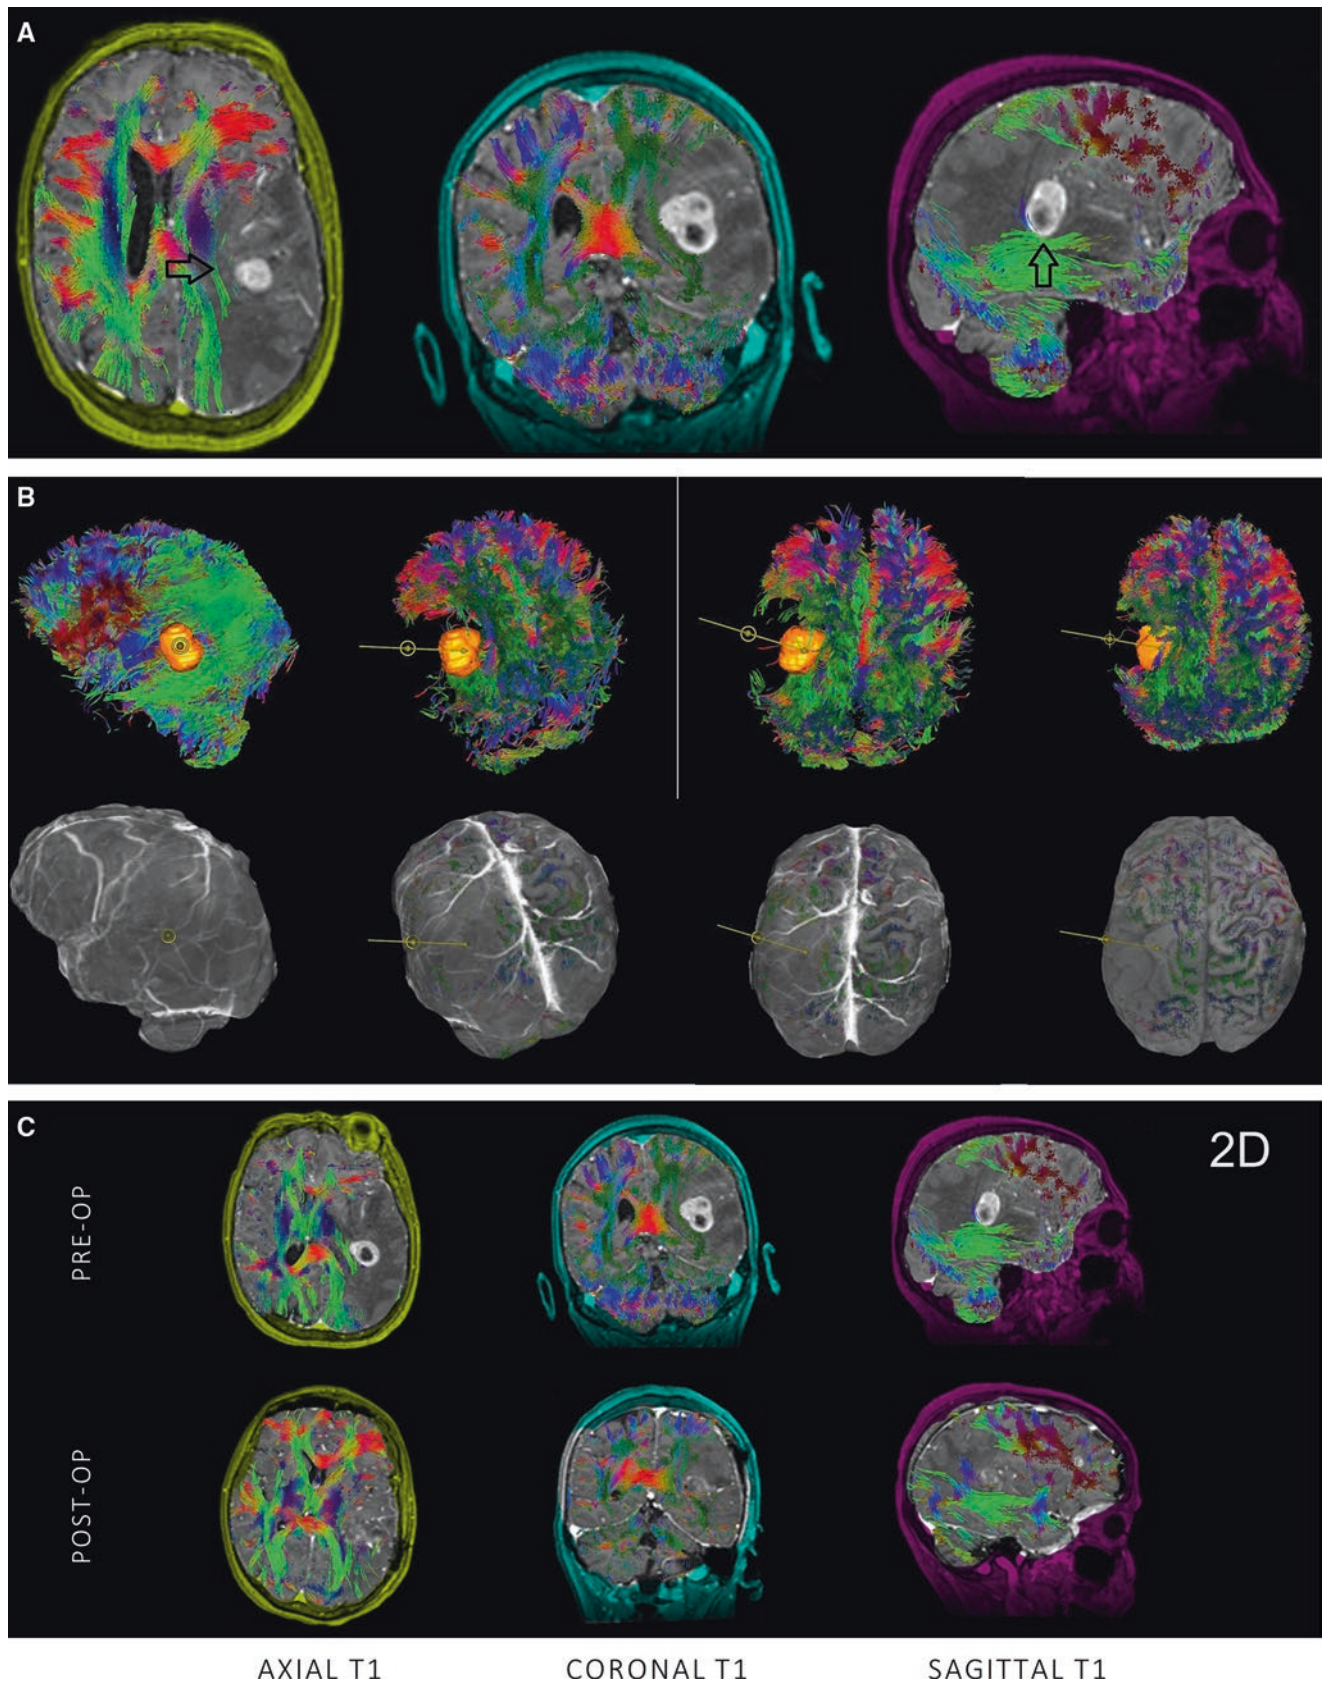 A
B
C
2D
PRE-OP
POST-OP
AXIAL T1
CORONAL T1
SAGITTAL T1